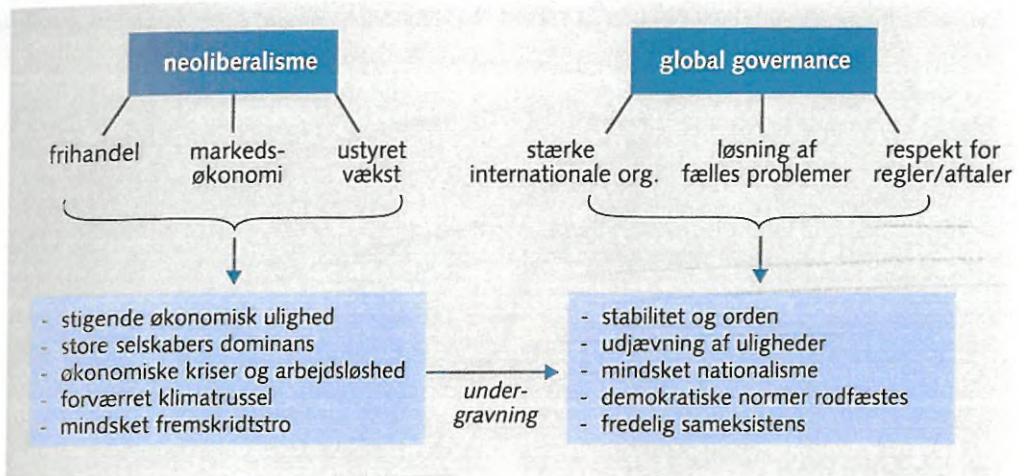 neoliberalisme
frihandel
markeds-
økonomi
ustyret
vækst
- stigende økonomisk ulighed
- store selskabers dominans
- økonomiske kriser og arbejdsløshed
- forværret klimatrussel
- mindsket fremskridtstro
under-
gravning
global governance
stærke
internationale org.
løsning af
fælles problemer
respekt for
regler/aftaler
- stabilitet og orden
- udjævning af uligheder
- mindsket nationalisme
- demokratiske normer rodfæstes
- fredelig sameksistens